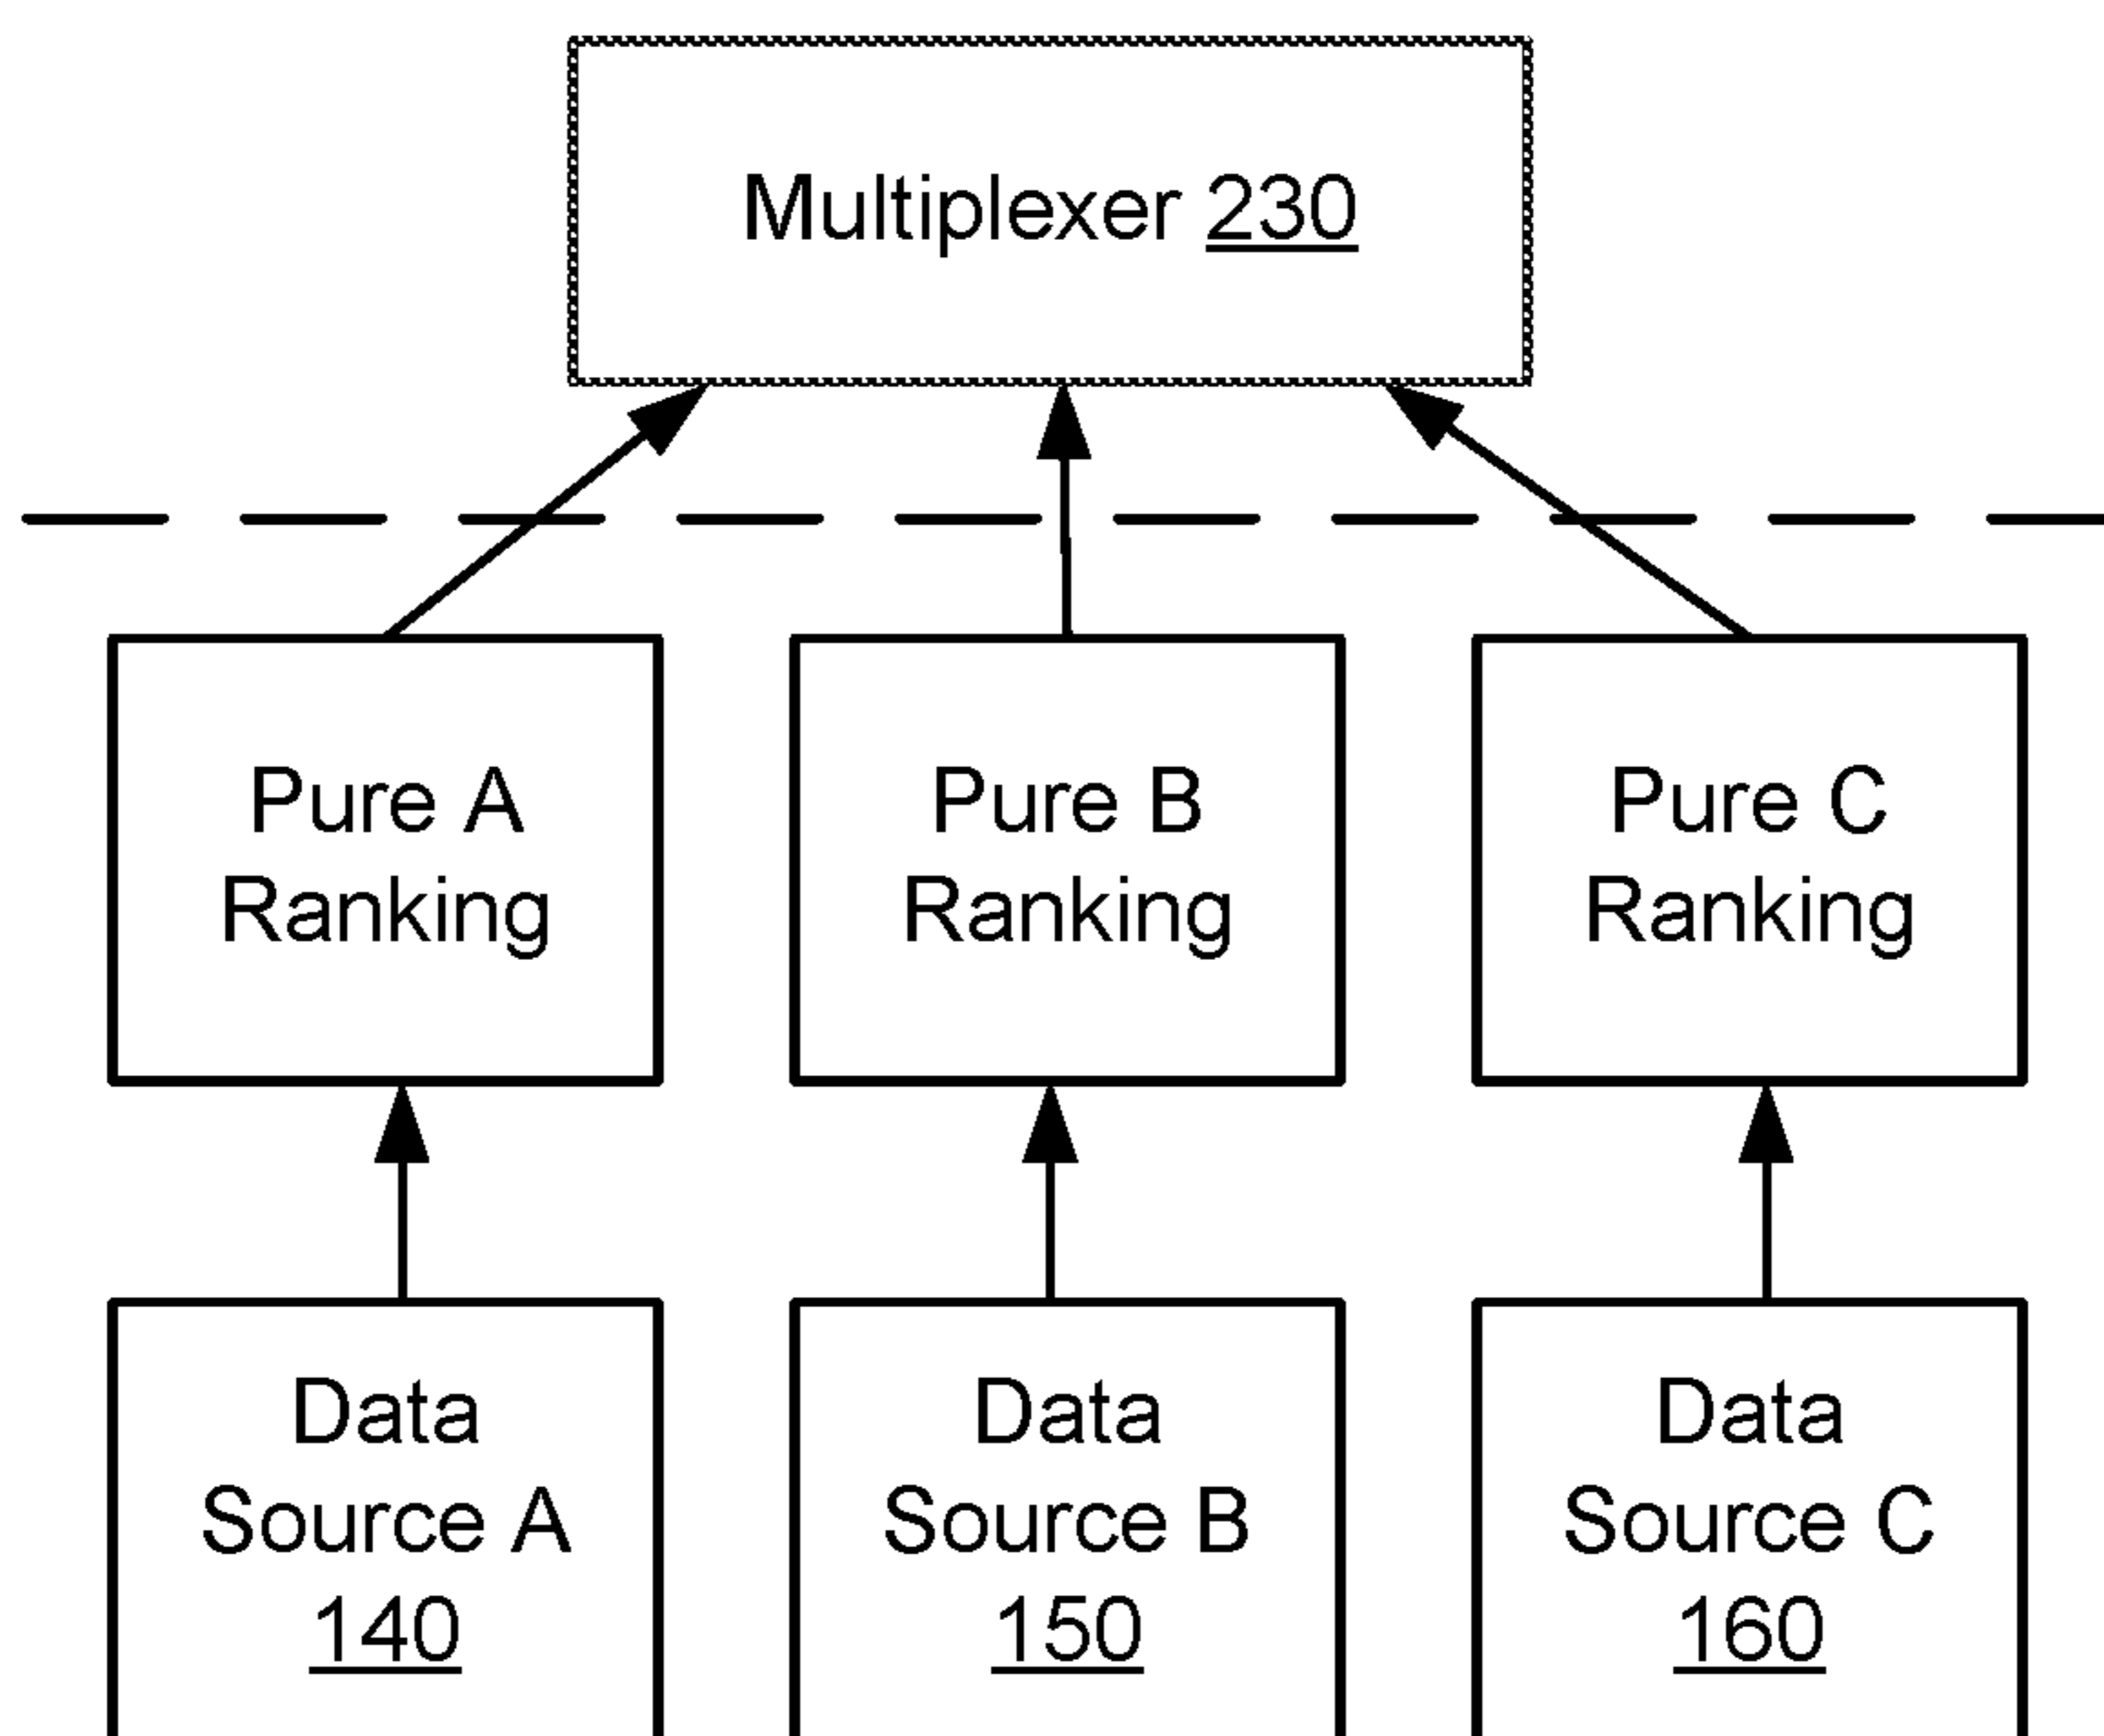 Multiplexer 230
Pure A
Ranking
Pure B
Ranking
Pure C
Ranking
Data
Source A
140
Data
Source B
150
Data
Source C
160